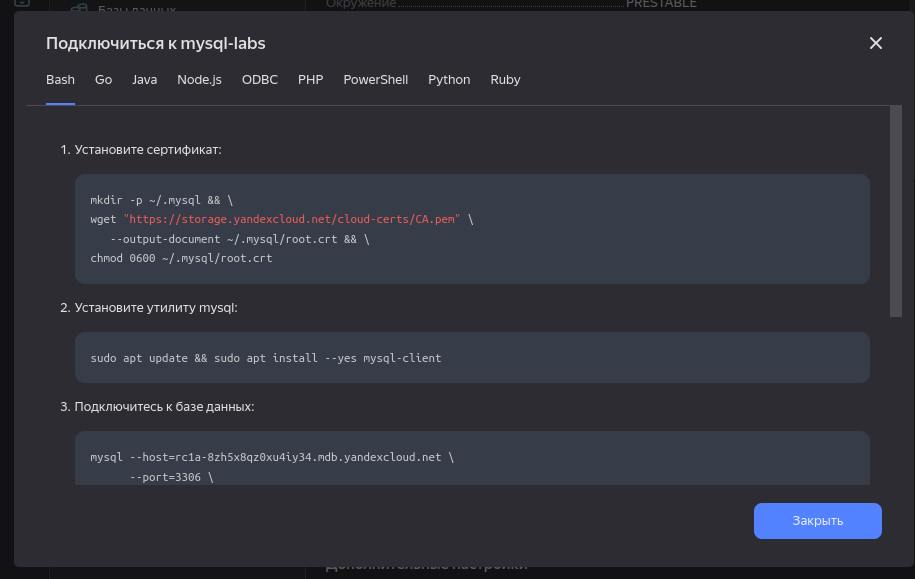 Базы данных
Окружение
PRESTABLE
Подключиться к mysql-labs
Bash Go Java Node.js ODBC PHP PowerShell Python Ruby
1. Установите сертификат:
mkdir -p ~/.mysql && \
wget "https://storage.yandexcloud.net/cloud-certs/CA.pem" \
--output-document ~/.mysql/root.crt && \
chmod 0600 ~/.mysql/root.crt
2. Установите утилиту mysql:
sudo apt update && sudo apt install --yes mysql-client
3. Подключитесь к базе данных:
mysql --host=rc1a-8zh5x8qz0xu4iy34.mdb.yandexcloud.net \
--port=3306 \
Закрыть
Дополнительные настройки